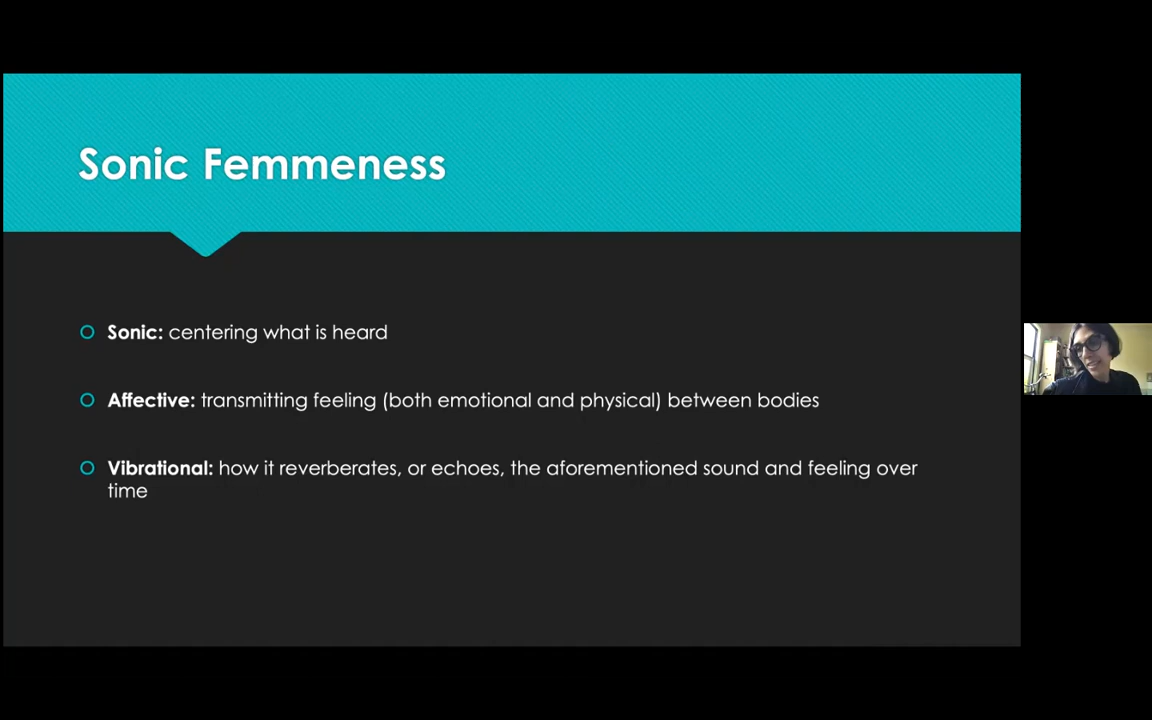 Sonic Femmeness
Sonic: centering what is heard
Affective: transmitting feeling (both emotional and physical) between bodies
Vibrational: how it reverberates, or echoes, the aforementioned sound and feeling over
time